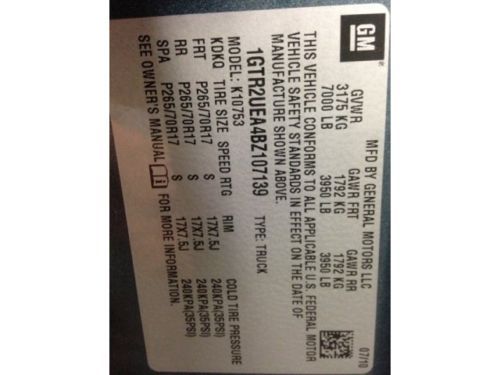 GM
MFD BY GENERAL MOTORS LLC 07/10
GVWR GAWR FRT GAWR RR
3175 KG 1792 KG 1792 KG
7000 LB 3950 LB 3950 LB
THIS VEHICLE CONFORMS TO ALL APPLICABLE U.S. FEDERAL MOTOR
VEHICLE SAFETY STANDARDS IN EFFECT ON THE DATE OF
MANUFACTURE SHOWN ABOVE.
1GTR2UEA4BZ107139 TYPE: TRUCK
MODEL: K10753
KDKQ TIRE SIZE SPEED RTG RIM COLD TIRE PRESSURE
FRT P265/70R17 S 17X7.5J 240KPA(35PSI)
RR P265/70R17 S 17X7.5J 240KPA(35PSI)
SPA P265/70R17 S 17X7.5J 240KPA(35PSI)
SEE OWNER'S MANUAL FOR MORE INFORMATION.